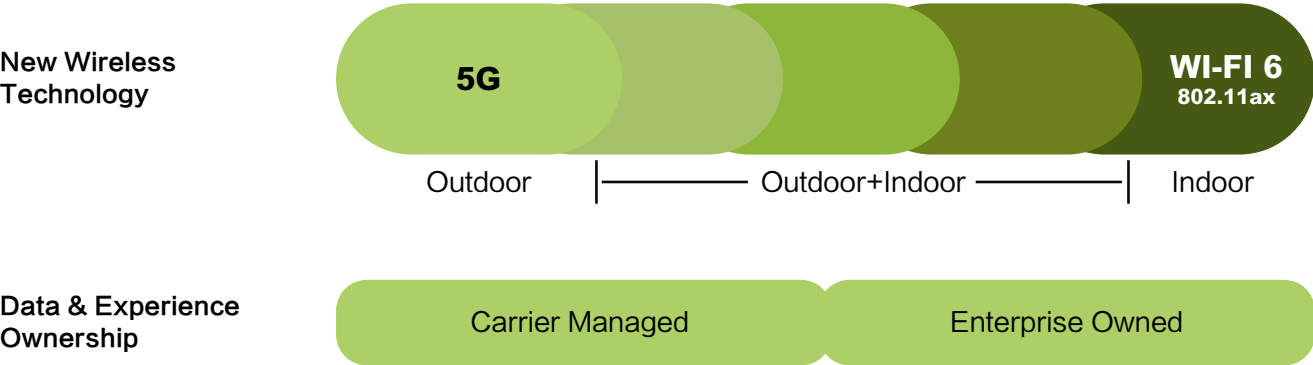 New Wireless
Technology
5G
WI-FI 6
802.11ax
Outdoor
Outdoor+Indoor
Indoor
Data & Experience
Ownership
Carrier Managed
Enterprise Owned